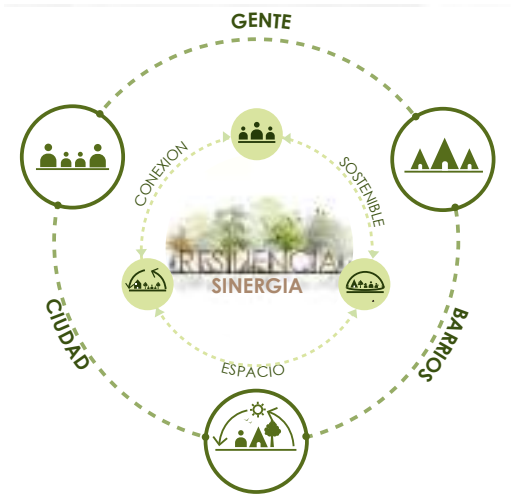 GENTE
CONEXION
SOSTENIBLE
RESILIENCIA
SINERGIA
CIUDAD
BARRIOS
ESPACIO